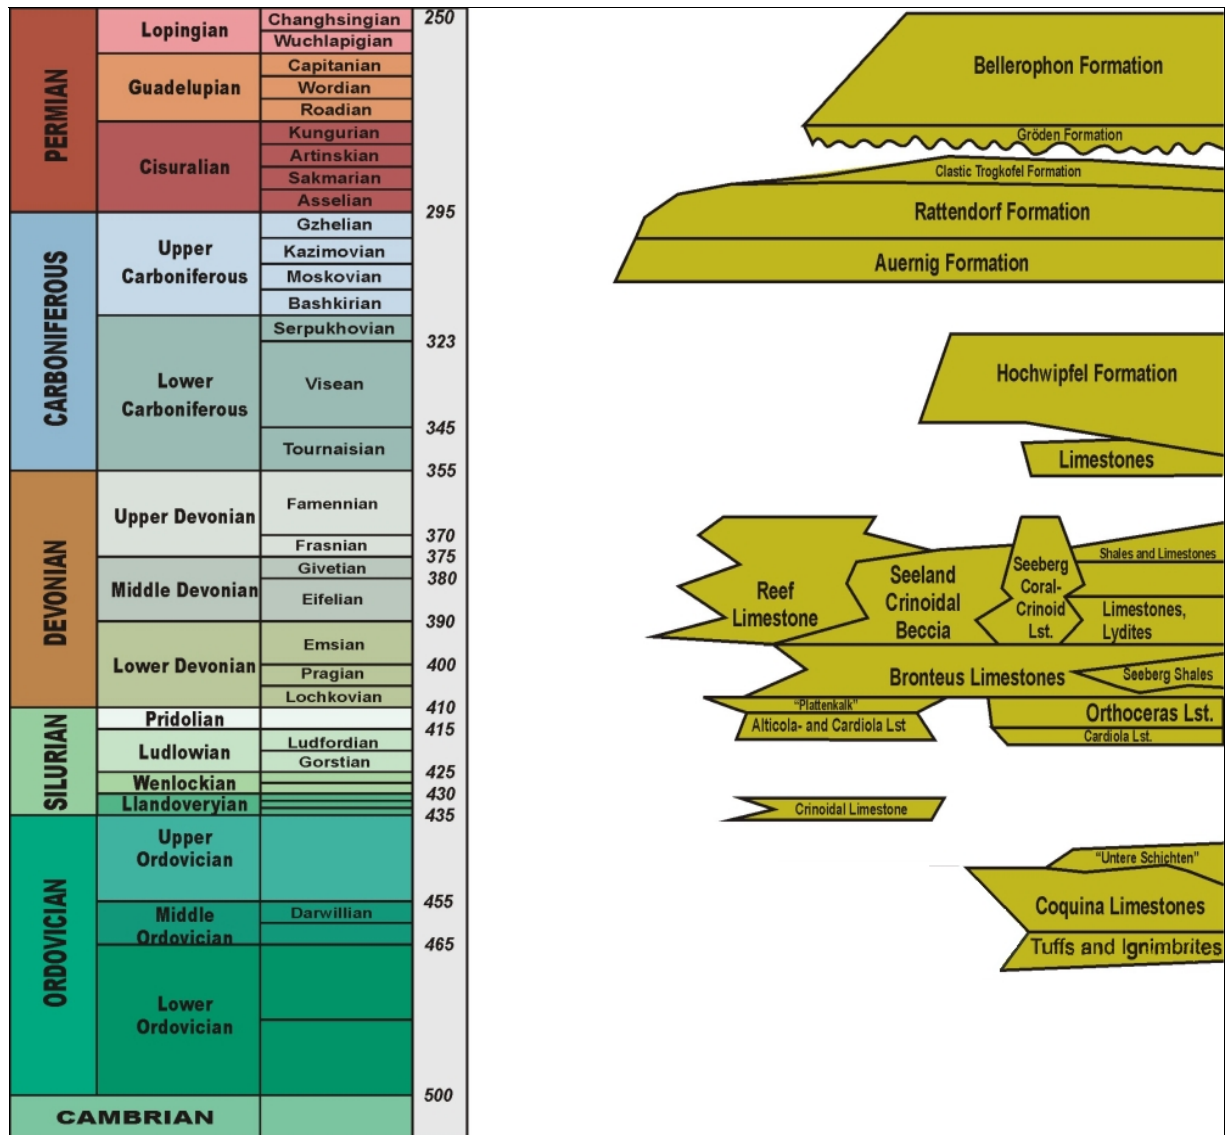 PERMIAN
Lopingian
Changhsingian
Wuchlapigian
Guadelupian
Capitanian
Wordian
Roadian
Cisuralian
Kungurian
Artinskian
Sakmarian
Asselian
CARBONIFEROUS
Upper
Carboniferous
Gzhelian
Kazimovian
Moskovian
Bashkirian
Lower
Carboniferous
Serpukhovian
Visean
Tournaisian
DEVONIAN
Upper Devonian
Famennian
Frasnian
Middle Devonian
Givetian
Eifelian
Lower Devonian
Emsian
Pragian
Lochkovian
SILURIAN
Pridolian
Ludlowian
Ludfordian
Gorstian
Wenlockian
Llandoveryian
ORDOVICIAN
Upper
Ordovician
Middle
Ordovician
Darwillian
Lower
Ordovician
CAMBRIAN
250
295
323
345
355
370
375
380
390
400
410
415
425
430
435
455
465
500
Bellerophon Formation
Gröden Formation
Clastic Trogkofel Formation
Rattendorf Formation
Auernig Formation
Hochwipfel Formation
Limestones
Reef
Limestone
Seeland
Crinoidal
Beccia
Seeberg
Coral-
Crinoid
Lst.
Shales and Limestones
Limestones,
Lydites
Bronteus Limestones
Seeberg Shales
"Plattenkalk"
Alticola- and Cardiola Lst
Orthoceras Lst.
Cardiola Lst.
Crinoidal Limestone
"Untere Schichten"
Coquina Limestones
Tuffs and Ignimbrites